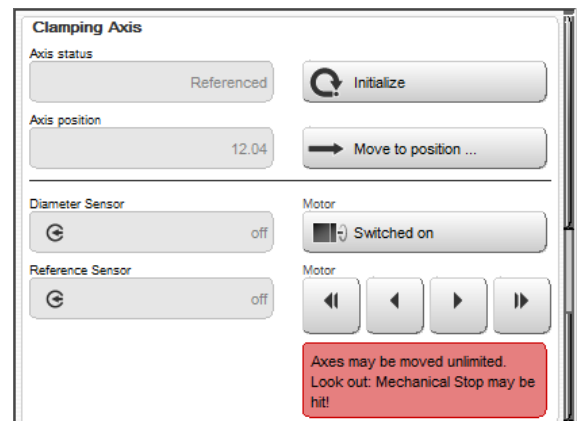 Clamping Axis
Axis status
Referenced
Initialize
Axis position
12.04
Move to position ...
Diameter Sensor
off
Motor
Switched on
Reference Sensor
off
Motor
Axes may be moved unlimited.
Look out: Mechanical Stop may be
hit!